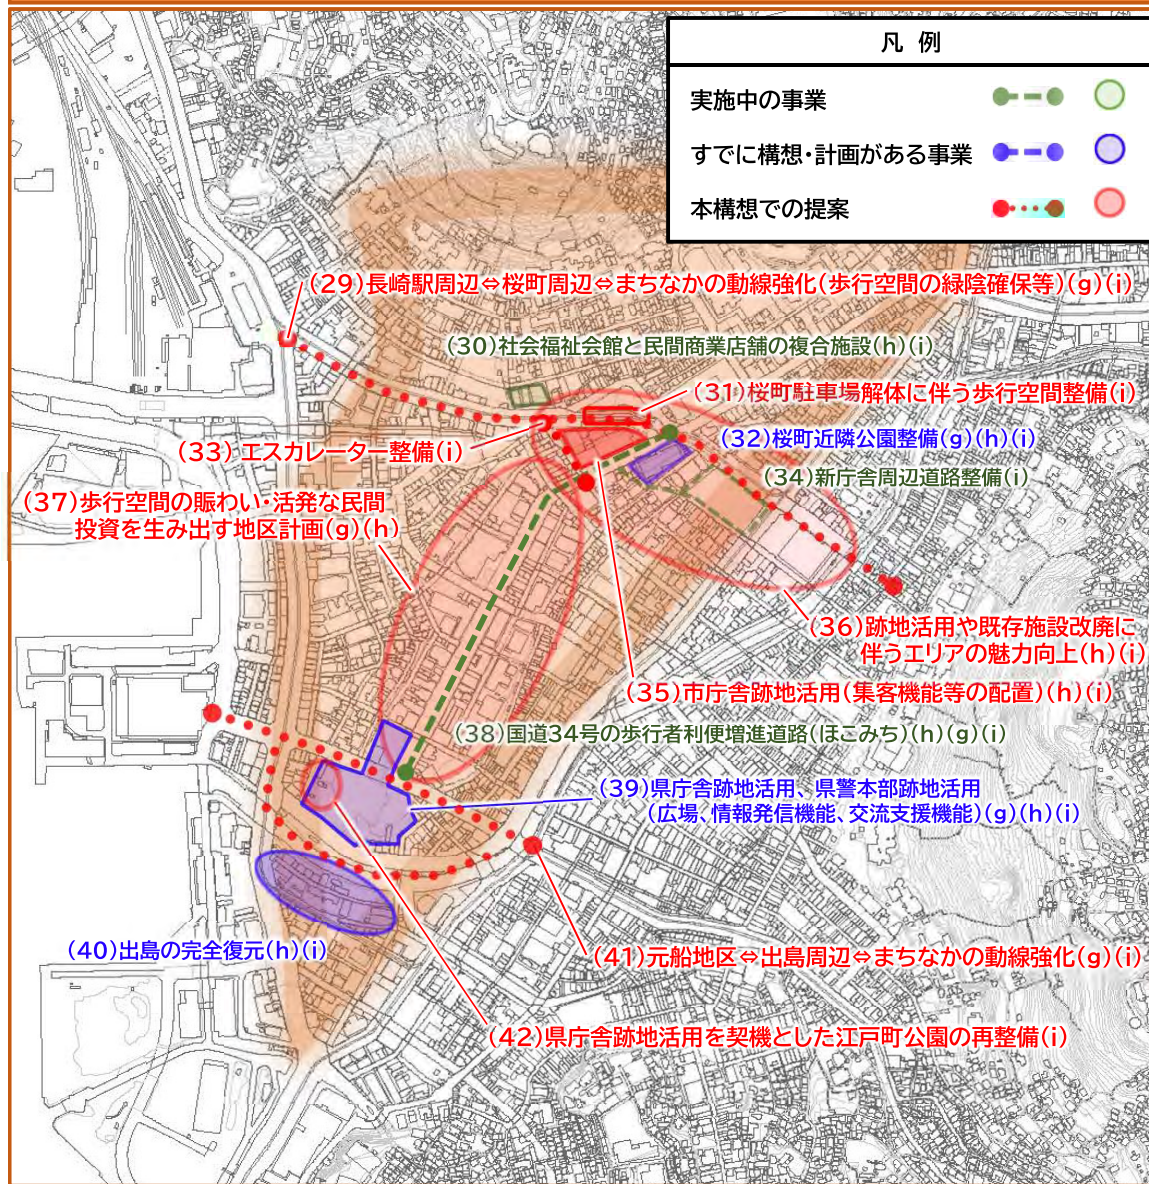 凡 例
実施中の事業
すでに構想・計画がある事業
本構想での提案
(29)長崎駅周辺⇔桜町周辺⇔まちなかの動線強化(歩行空間の緑陰確保等)(g)(i)
(30)社会福祉会館と民間商業店舗の複合施設(h)(i)
(31)桜町駐車場解体に伴う歩行空間整備(i)
(32)桜町近隣公園整備(g)(h)(i)
(33) エスカレーター整備(i)
(34)新庁舎周辺道路整備(i)
(37)歩行空間の賑わい・活発な民間
投資を生み出す地区計画(g)(h)
(36)跡地活用や既存施設改廃に
伴うエリアの魅力向上(h)(i)
(35)市庁舎跡地活用(集客機能等の配置)(h)(i)
(38)国道34号の歩行者利便増進道路(ほこみち)(h)(g)(i)
(39)県庁舎跡地活用、県警本部跡地活用
(広場、情報発信機能、交流支援機能)(g)(h)(i)
(40)出島の完全復元(h)(i)
(41)元船地区⇔出島周辺⇔まちなかの動線強化(g)(i)
(42)県庁舎跡地活用を契機とした江戸町公園の再整備(i)